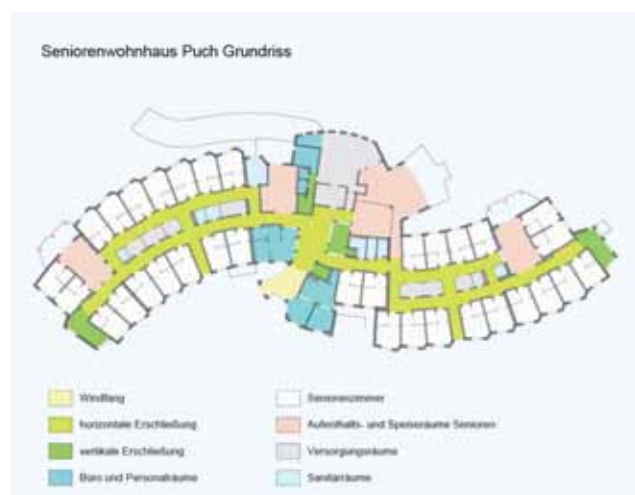 Seniorenwohnhaus Puch Grundriss
Windfang
horizontale Erschließung
vertikale Erschließung
Büro und Personalräume
Seniorenzimmer
Aufenthalts- und Speiseräume Senioren
Versorgungsräume
Sanitärräume